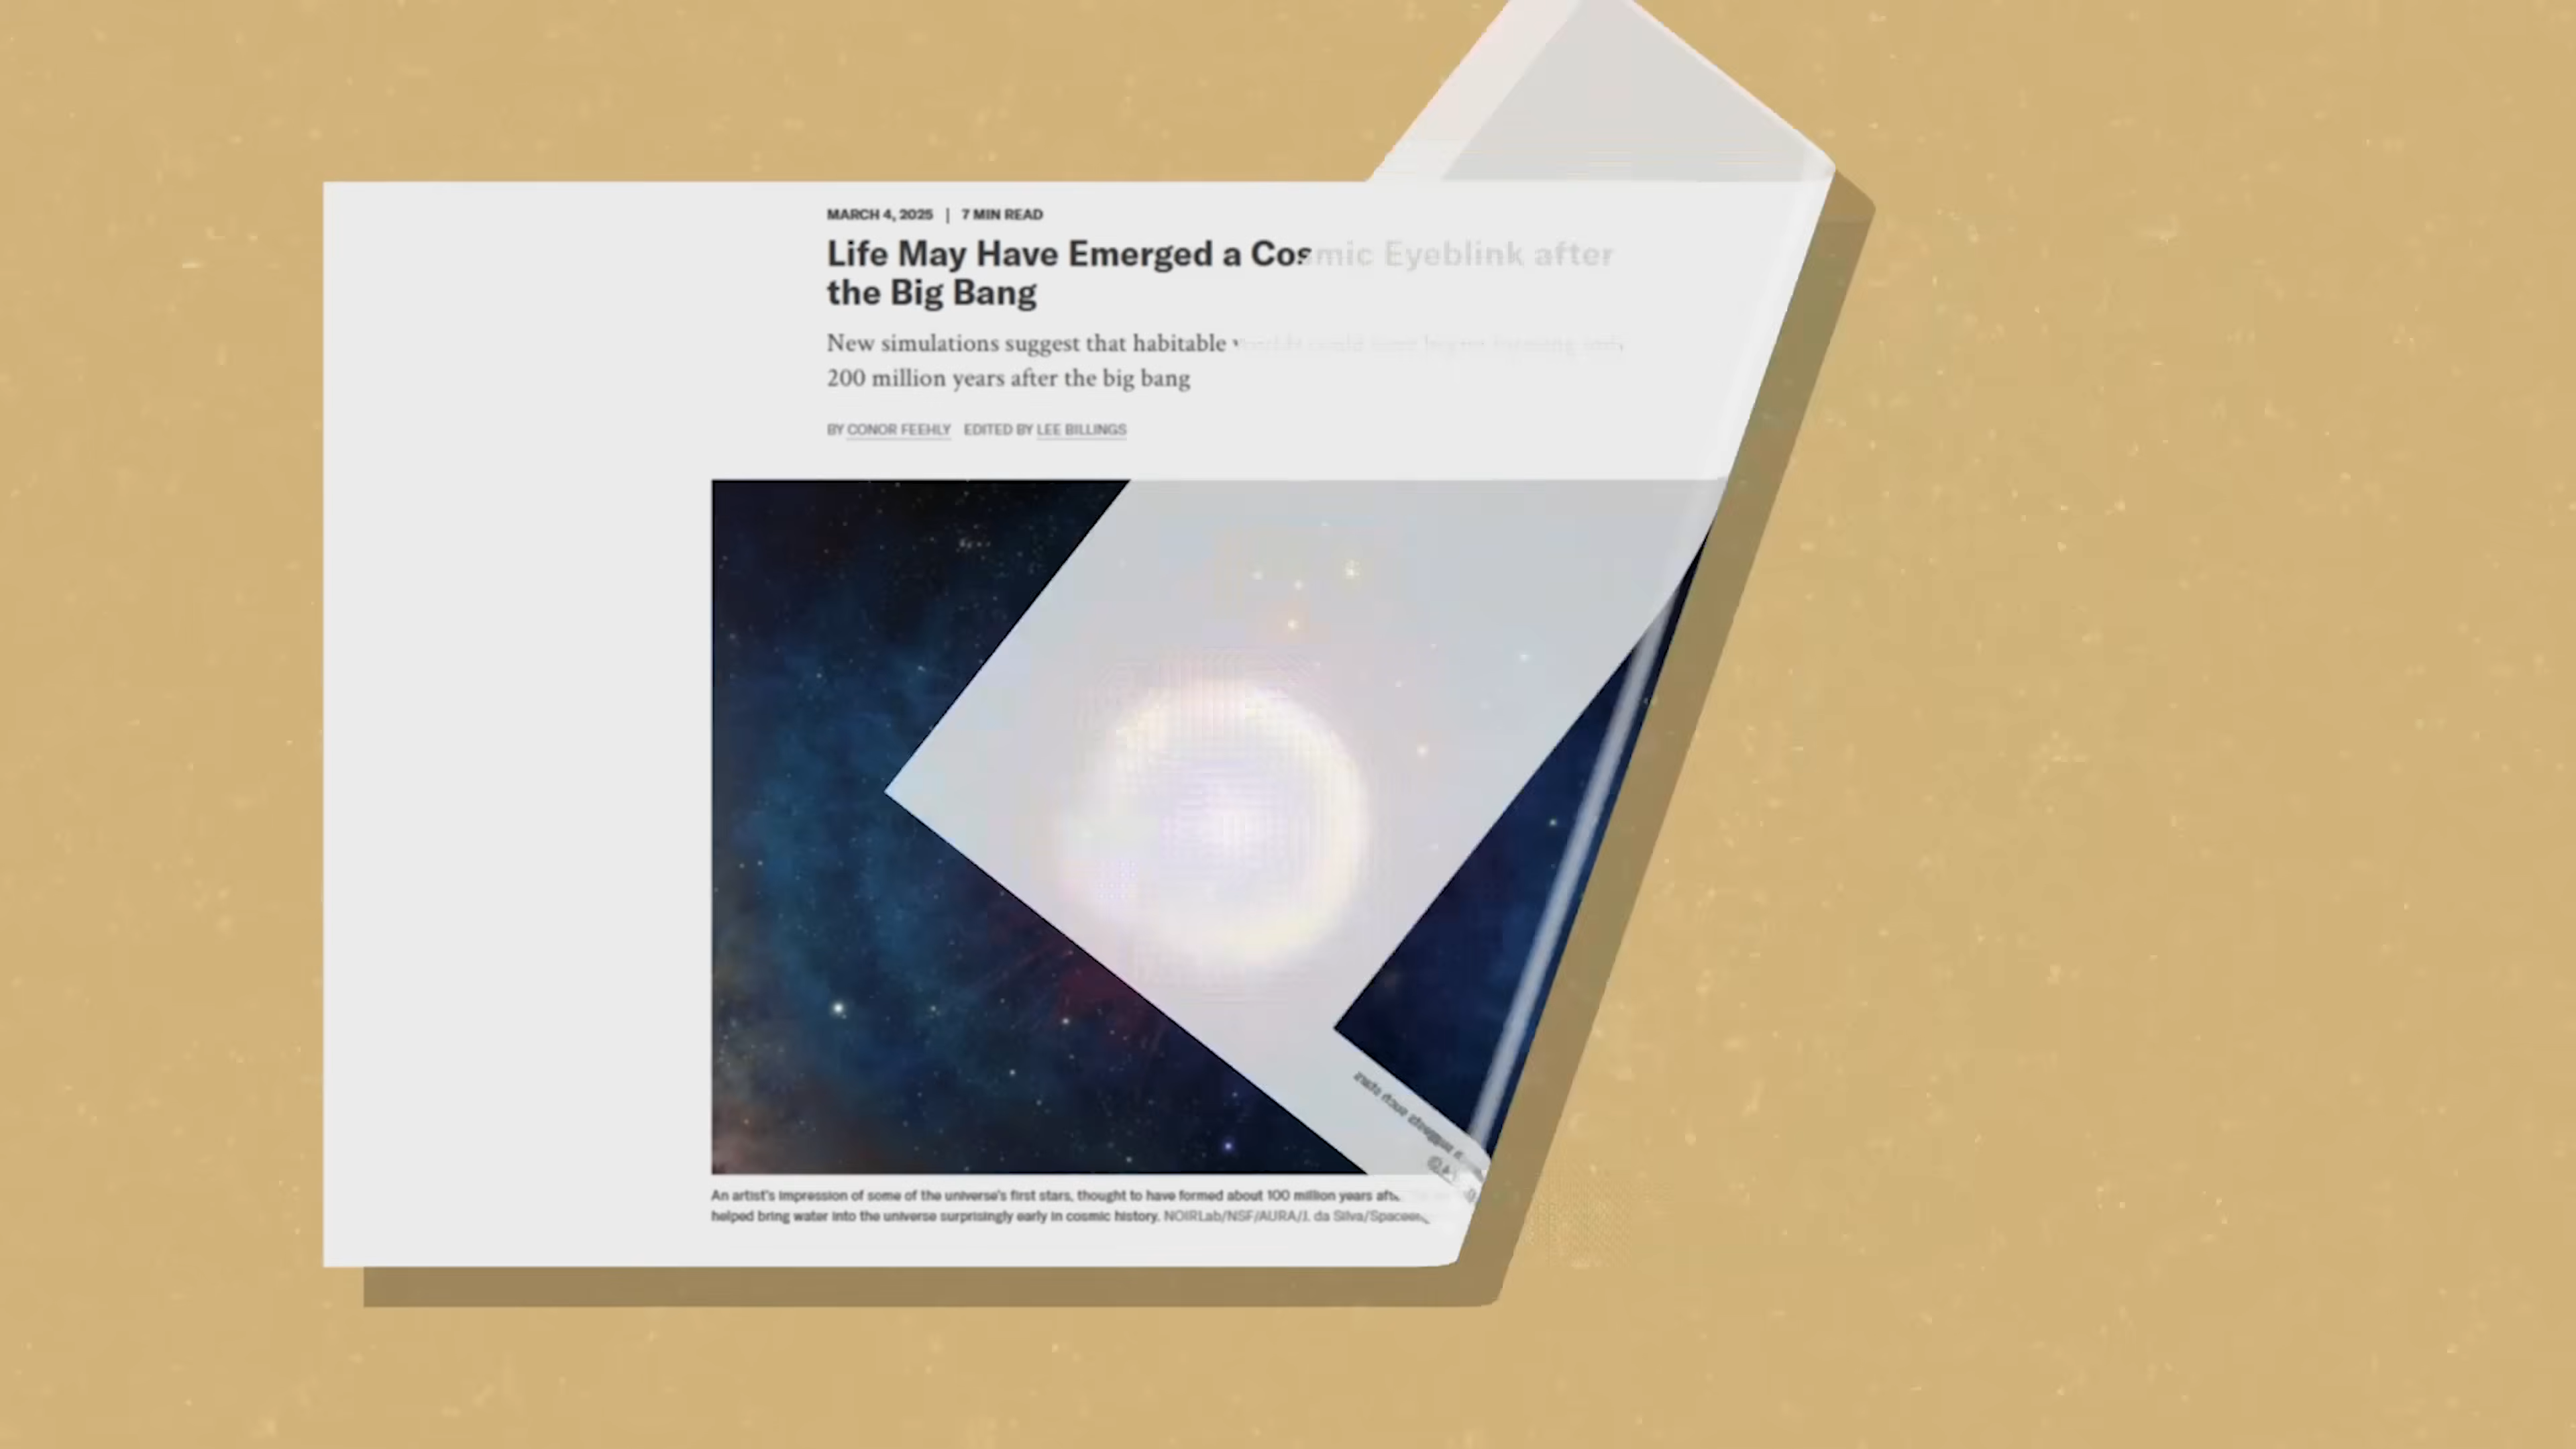 MARCH 4, 2025 | 7 MIN READ
Life May Have Emerged a Cosmic Eyeblink after
the Big Bang
New simulations suggest that habitable
200 million years after the big bang
BY CONOR FEEHLY EDITED BY LEE BILLINGS
An artist's impression of some of the universe's first stars, thought to have formed about 100 million years
helped bring water into the universe surprisingly early in cosmic history. NOIRLab/NSF/AURA/J. da Silva/